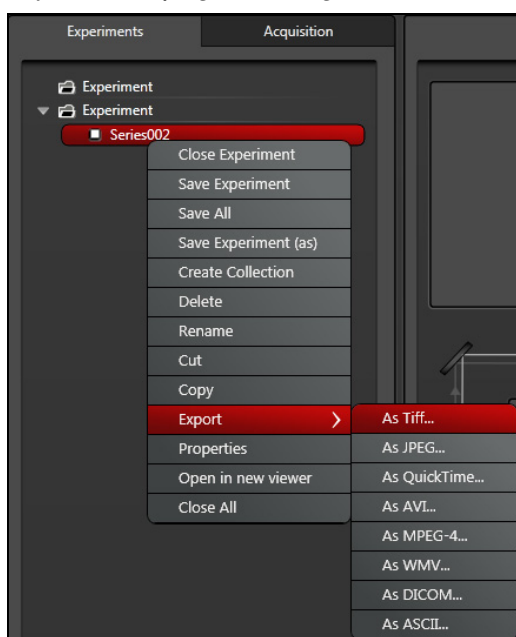 Experiments Acquisition
Experiment
Experiment
Series002
Close Experiment
Save Experiment
Save All
Save Experiment (as)
Create Collection
Delete
Rename
Cut
Copy
Export
Properties
Open in new viewer
Close All
As Tiff...
As JPEG...
As QuickTime...
As AVI...
As MPEG-4...
As WMV...
As DICOM...
As ASCII...